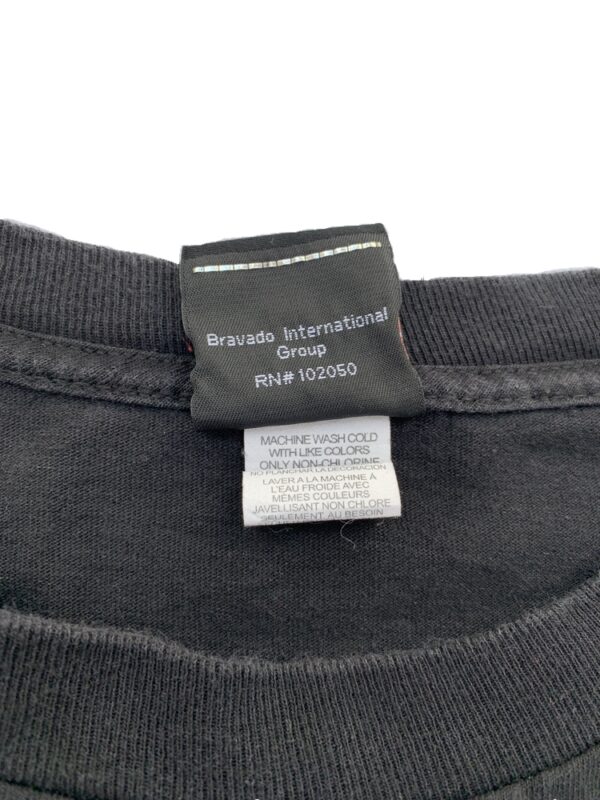 Bravado International
Group
RN# 102050
MACHINE WASH COLD
WITH LIKE COLORS
ONLY NON-CHLORINE
NO PLANCHAR LA DECORACION
LAVER A LA MACHINE À
L'EAU FROIDE AVEC
MÊMES COULEURS
JAVELLISANT NON CHLORE
SEULEMENT AU BESOIN